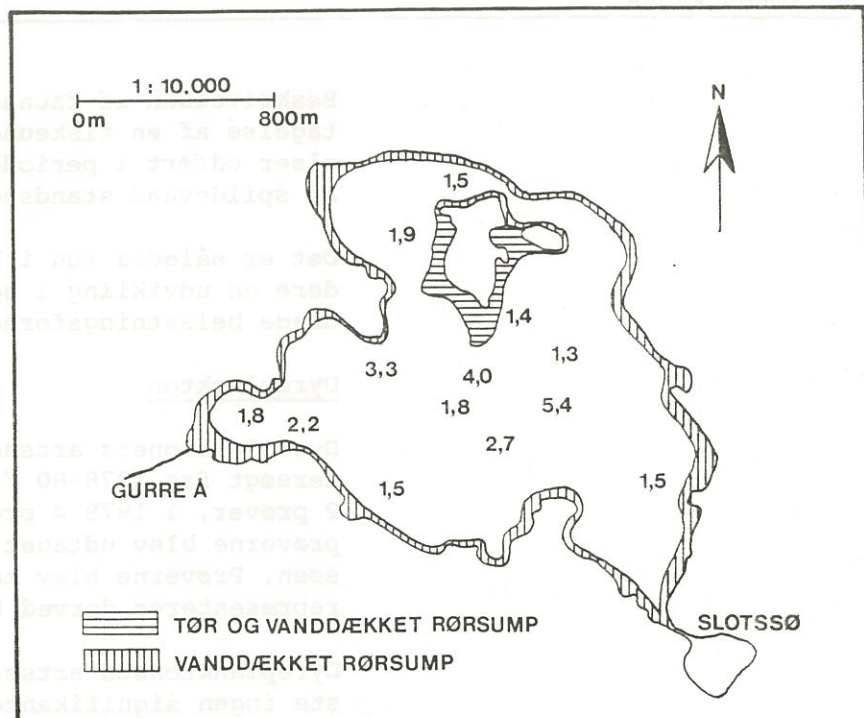 1:10.000
0m 800m
N
1,5
1,9
1,4
1,3
3,3
4,0
1,8
5,4
1,8
2,2
2,7
1,5
1,5
GURRE Å
SLOTSSØ
TØR OG VANDDÆKKET RØRSUMP
VANDDÆKKET RØRSUMP